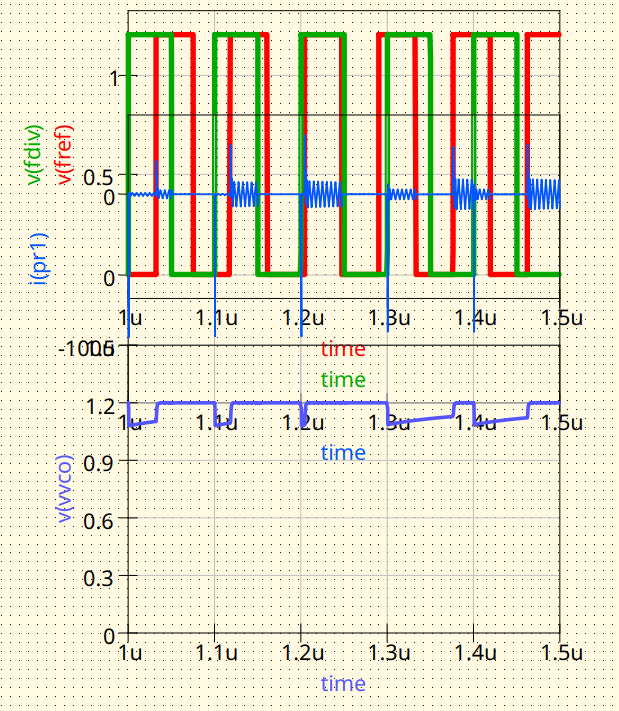 v(fdiv)
v(fref)
1
0.5
0
i(pr1)
0
1u 1.1u 1.2u 1.3u 1.4u 1.5u
time
time
1.5
1.2
1u 1.1u 1.2u 1.3u 1.4u 1.5u
time
0.9
v(vvco)
0.6
0.3
0
1u 1.1u 1.2u 1.3u 1.4u 1.5u
time